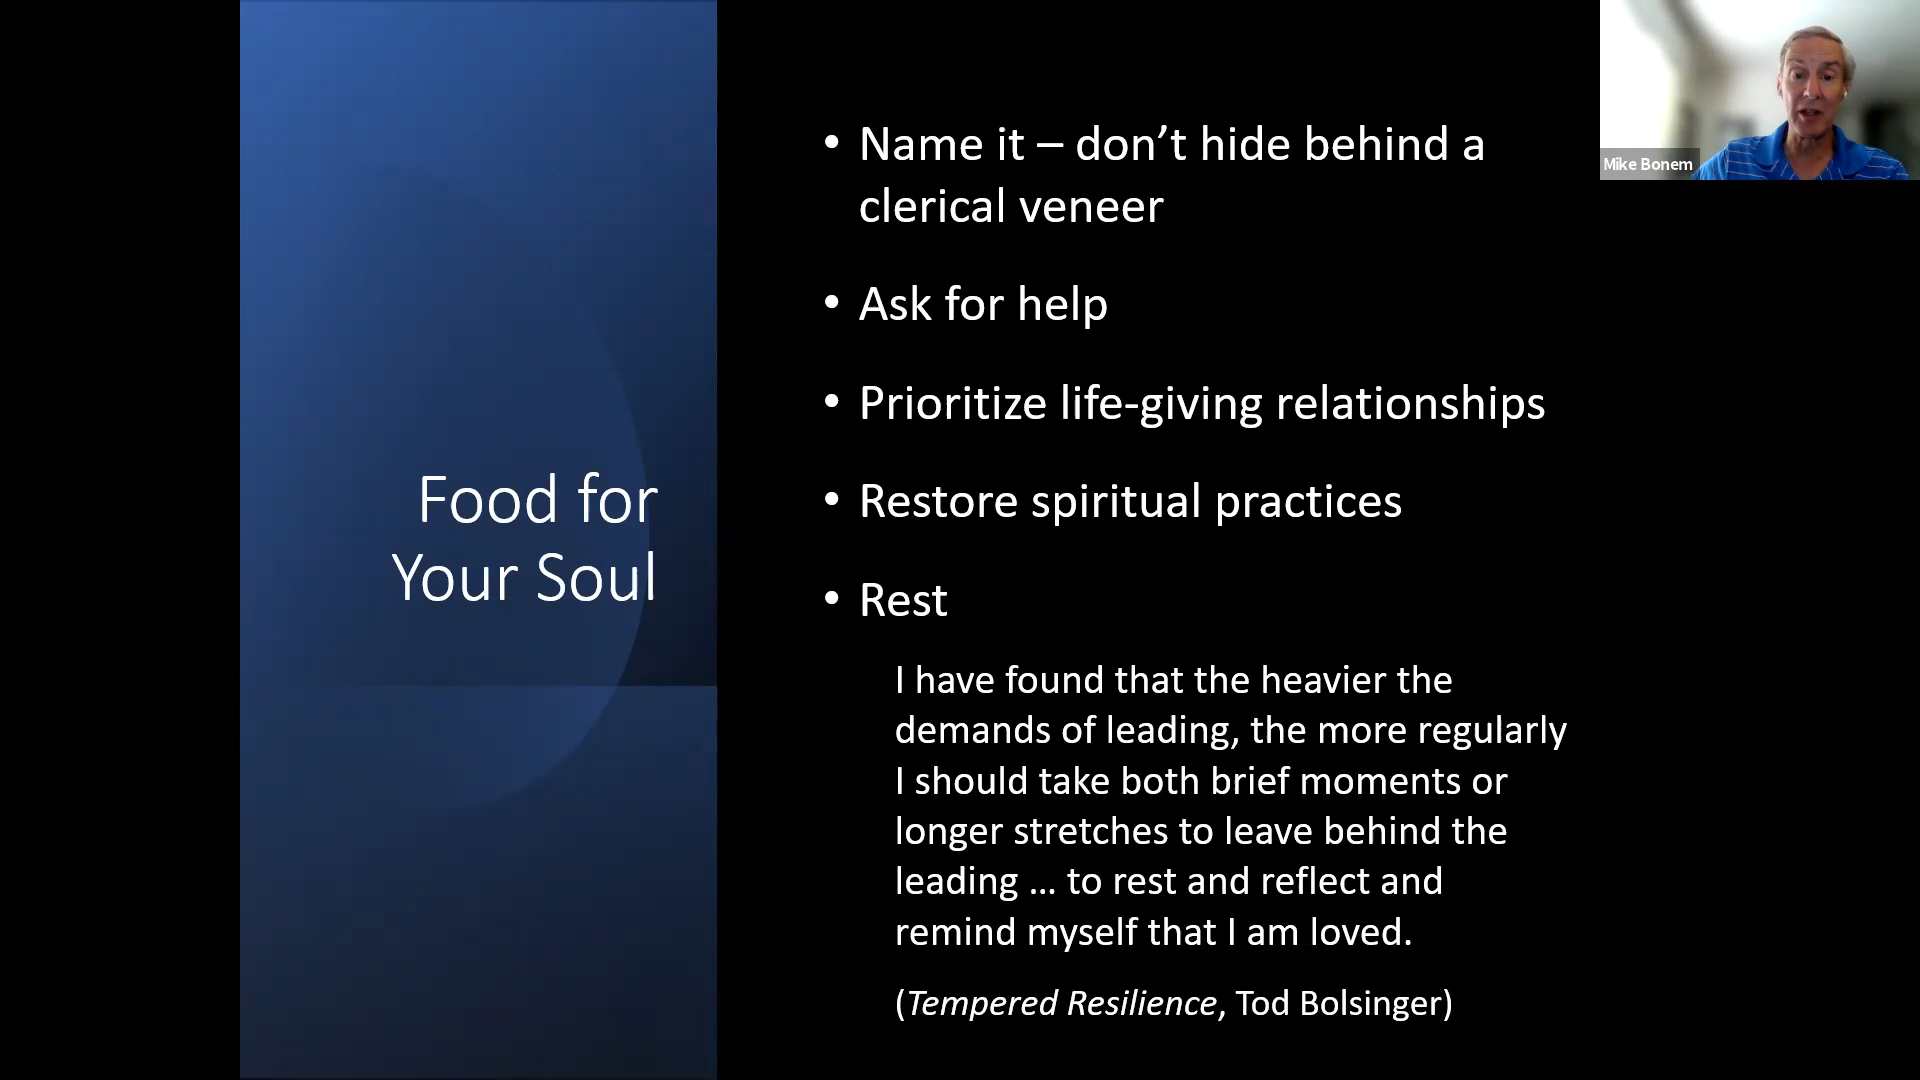 Food for
Your Soul
• Name it – don’t hide behind a
clerical veneer
• Ask for help
• Prioritize life-giving relationships
• Restore spiritual practices
• Rest
I have found that the heavier the
demands of leading, the more regularly
I should take both brief moments or
longer stretches to leave behind the
leading … to rest and reflect and
remind myself that I am loved.
(Tempered Resilience, Tod Bolsinger)
Mike Bonem